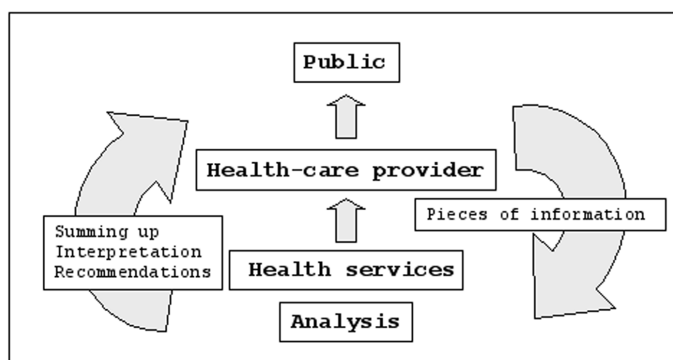 Public
Health-care provider
Pieces of information
Summing up
Interpretation
Recommendations
Health services
Analysis